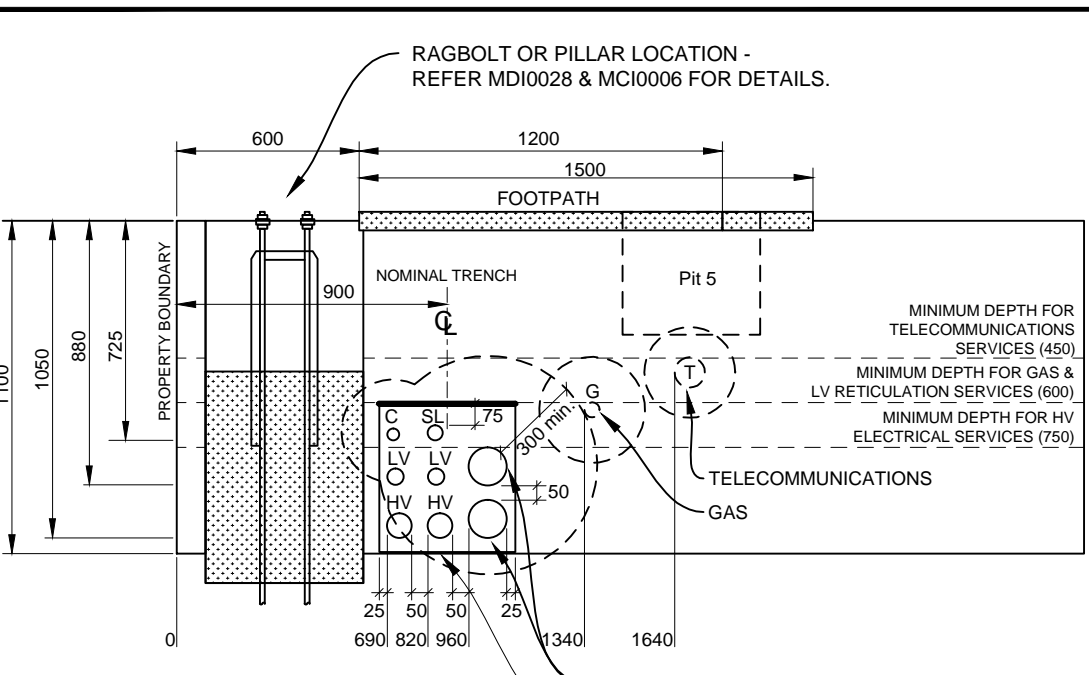 RAGBOLT OR PILLAR LOCATION -
REFER MDI0028 & MCI0006 FOR DETAILS.
600
1200
1500
FOOTPATH
PROPERTY BOUNDARY
NOMINAL TRENCH
900
CL
Pit 5
1100
1050
880
725
MINIMUM DEPTH FOR
TELECOMMUNICATIONS
SERVICES (450)
MINIMUM DEPTH FOR GAS &
LV RETICULATION SERVICES (600)
MINIMUM DEPTH FOR HV
ELECTRICAL SERVICES (750)
T
G
C SL 75
300 min.
LV LV
HV HV
50
TELECOMMUNICATIONS
GAS
25 50 50 25
0 690 820 960 1340 1640